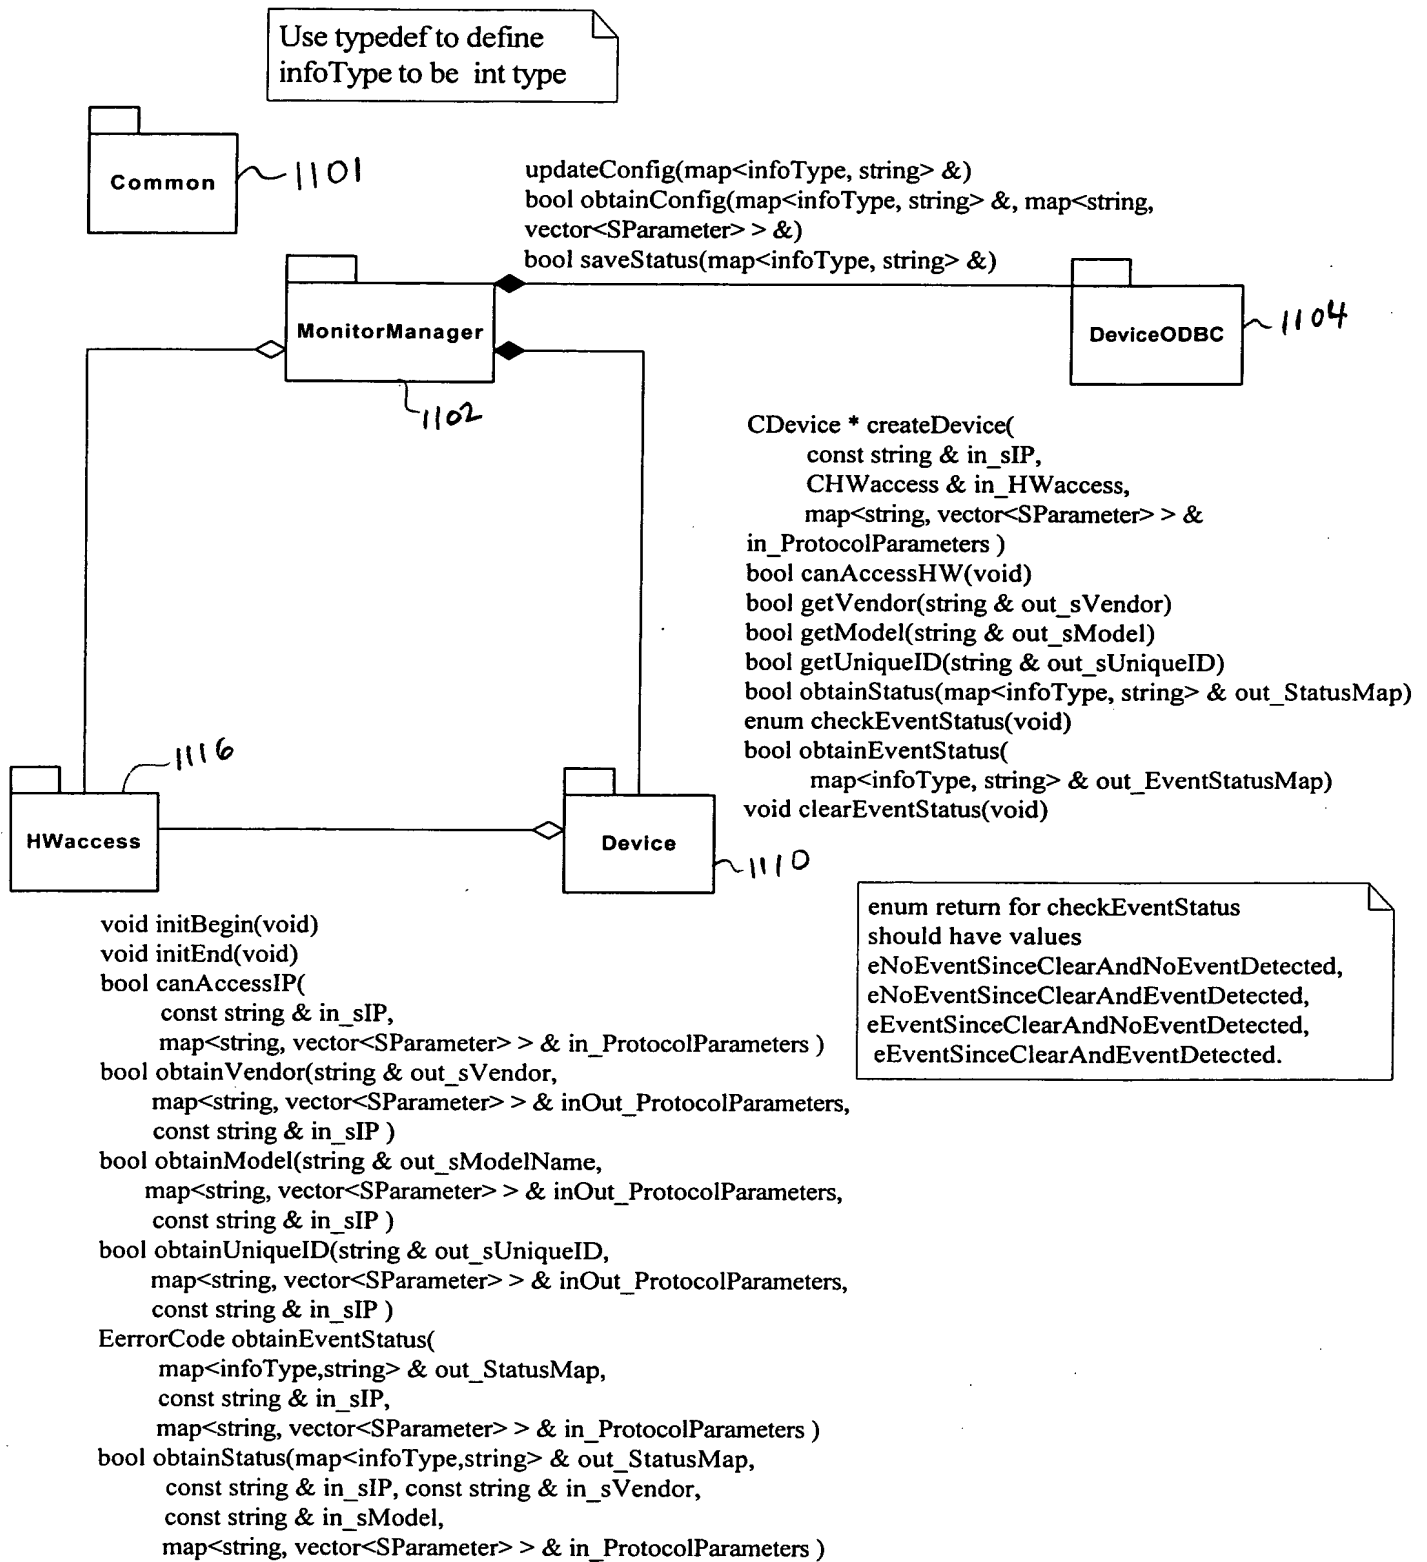 Use typedef to define
infoType to be int type
Common
1101
updateConfig(map<infoType, string> &)
bool obtainConfig(map<infoType, string> &, map<string,
vector<SParameter> > &)
bool saveStatus(map<infoType, string> &)
MonitorManager
1102
DeviceODBC
1104
CDevice * createDevice(
const string & in_sIP,
CHWaccess & in_HWaccess,
map<string, vector<SParameter> > &
in_ProtocolParameters )
bool canAccessHW(void)
bool getVendor(string & out_sVendor)
bool getModel(string & out_sModel)
bool getUniqueID(string & out_sUniqueID)
bool obtainStatus(map<infoType, string> & out_StatusMap)
enum checkEventStatus(void)
bool obtainEventStatus(
map<infoType, string> & out_EventStatusMap)
void clearEventStatus(void)
1116
HWaccess
Device
1110
enum return for checkEventStatus
should have values
eNoEventSinceClearAndNoEventDetected,
eNoEventSinceClearAndEventDetected,
eEventSinceClearAndNoEventDetected,
eEventSinceClearAndEventDetected.
void initBegin(void)
void initEnd(void)
bool canAccessIP(
const string & in_sIP,
map<string, vector<SParameter> > & in_ProtocolParameters )
bool obtainVendor(string & out_sVendor,
map<string, vector<SParameter> > & inOut_ProtocolParameters,
const string & in_sIP )
bool obtainModel(string & out_sModelName,
map<string, vector<SParameter> > & inOut_ProtocolParameters,
const string & in_sIP )
bool obtainUniqueID(string & out_sUniqueID,
map<string, vector<SParameter> > & inOut_ProtocolParameters,
const string & in_sIP )
EerrorCode obtainEventStatus(
map<infoType,string> & out_StatusMap,
const string & in_sIP,
map<string, vector<SParameter> > & in_ProtocolParameters )
bool obtainStatus(map<infoType,string> & out_StatusMap,
const string & in_sIP, const string & in_sVendor,
const string & in_sModel,
map<string, vector<SParameter> > & in_ProtocolParameters )